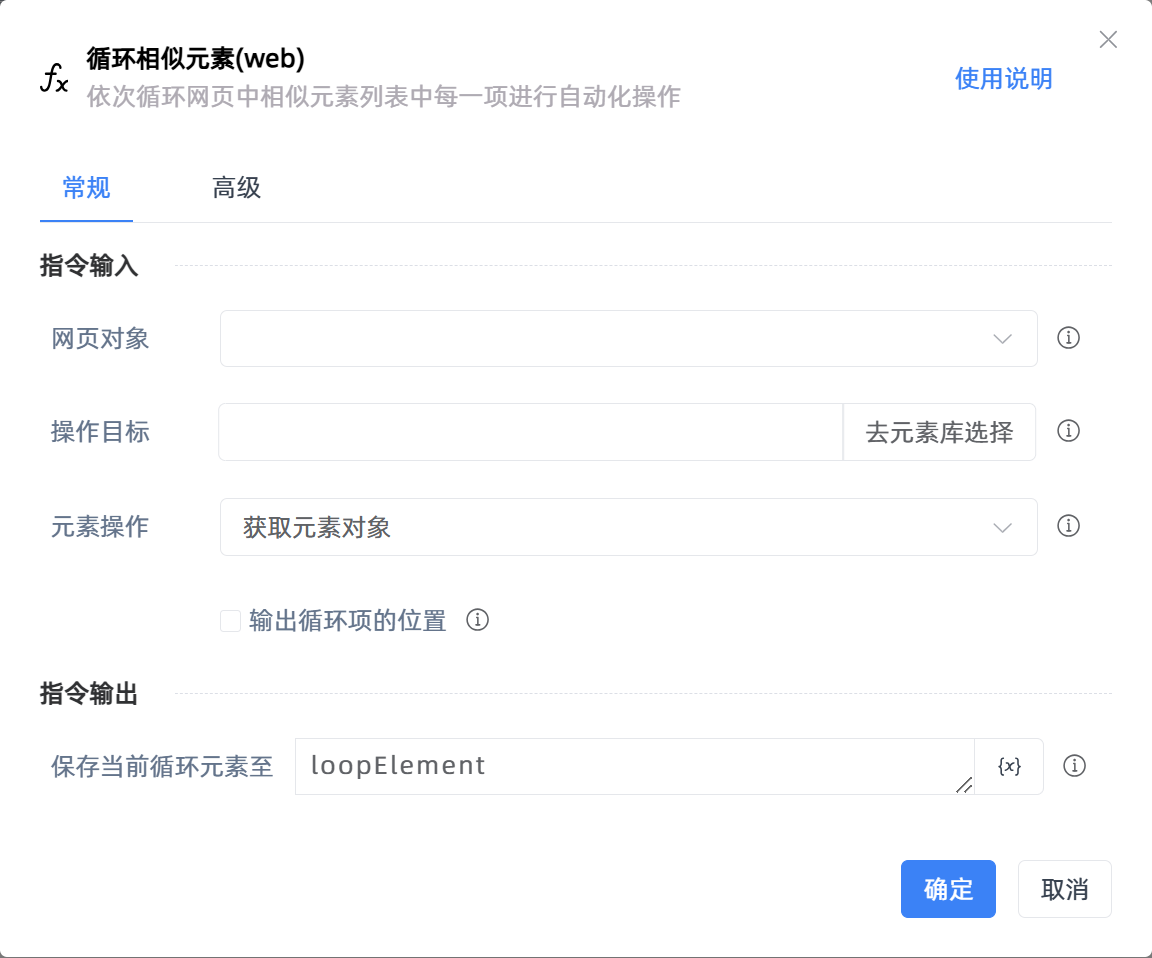 循环相似元素(web)
依次循环网页中相似元素列表中每一项进行自动化操作
使用说明
常规
高级
指令输入
网页对象
操作目标
去元素库选择
元素操作
获取元素对象
输出循环项的位置
指令输出
保存当前循环元素至
loopElement
{x}
确定
取消